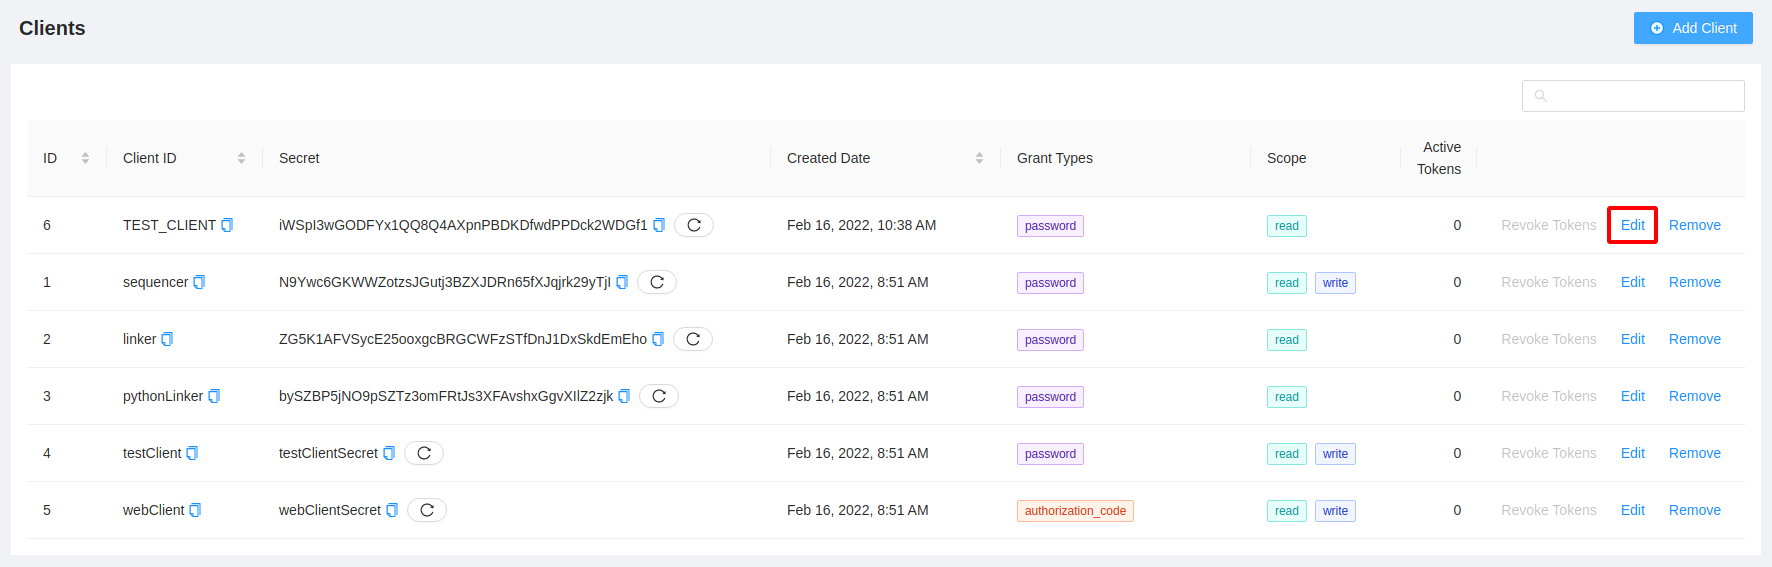 Clients
Add Client
ID Client ID Secret Created Date Grant Types Scope Active Tokens
6 TEST_CLIENT iWSpI3wGODFYx1QQ8Q4AXpnPBDKDfwdPPDck2WDGf1 Feb 16, 2022, 10:38 AM password read 0 Revoke Tokens Edit Remove
1 sequencer N9Ywc6GKWWZotzsJGutj3BZXJDRn65fXJqjrk29yTjI Feb 16, 2022, 8:51 AM password read write 0 Revoke Tokens Edit Remove
2 linker ZG5K1AFVSycE25ooxgcBRGCWFzSTfDnJ1DxSkdEmEho Feb 16, 2022, 8:51 AM password read 0 Revoke Tokens Edit Remove
3 pythonLinker bySZBP5jNO9pSZTz3omFRtJs3XFAvshxGgvXIlZ2zjk Feb 16, 2022, 8:51 AM password read 0 Revoke Tokens Edit Remove
4 testClient testClientSecret Feb 16, 2022, 8:51 AM password read write 0 Revoke Tokens Edit Remove
5 webClient webClientSecret Feb 16, 2022, 8:51 AM authorization_code read write 0 Revoke Tokens Edit Remove